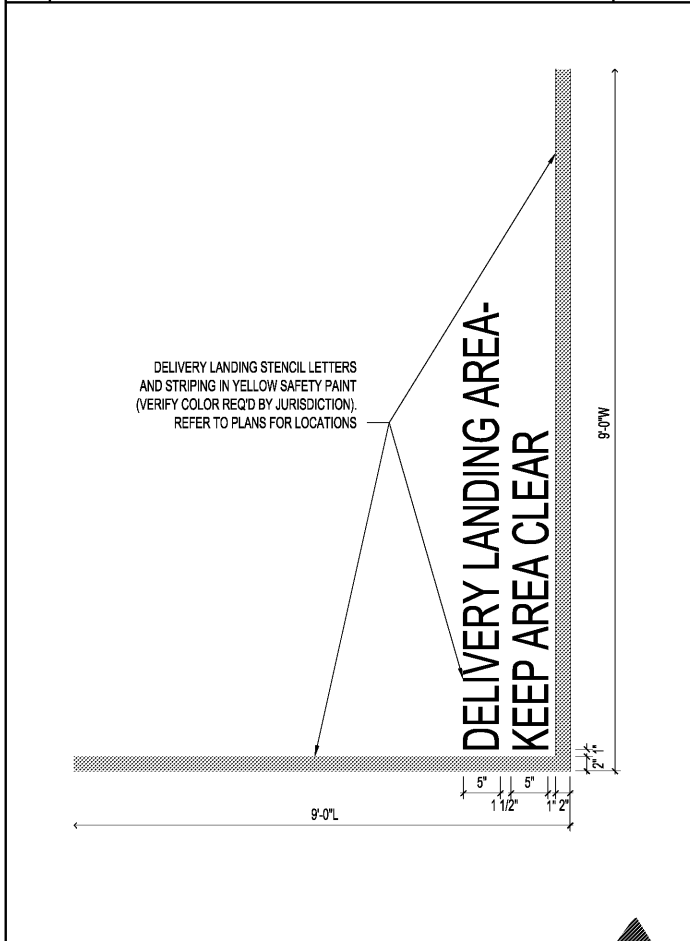 DELIVERY LANDING STENCIL LETTERS
AND STRIPING IN YELLOW SAFETY PAINT
(VERIFY COLOR REQ'D BY JURISDICTION).
REFER TO PLANS FOR LOCATIONS
DELIVERY LANDING AREA-
KEEP AREA CLEAR
9'-0"W
1"
2"
5"
1 1/2"
5"
1"
2"
9'-0"L